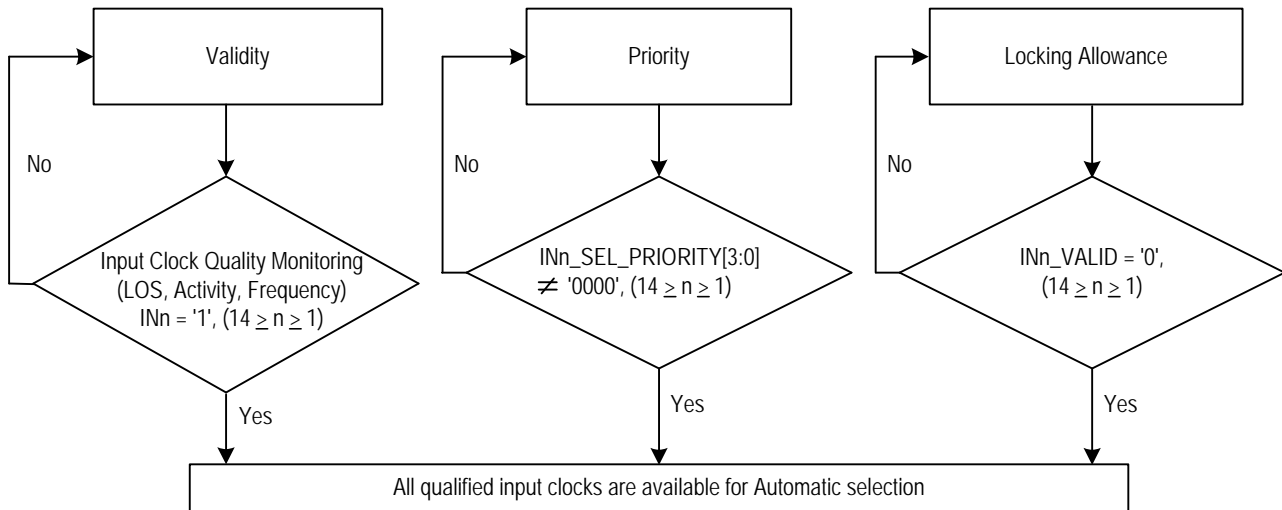 Validity
Priority
Locking Allowance
No
No
No
Input Clock Quality Monitoring
(LOS, Activity, Frequency)
INn = '1', (14 ≥ n ≥ 1)
INn_SEL_PRIORITY[3:0]
≠ '0000', (14 ≥ n ≥ 1)
INn_VALID = '0',
(14 ≥ n ≥ 1)
Yes
Yes
Yes
All qualified input clocks are available for Automatic selection